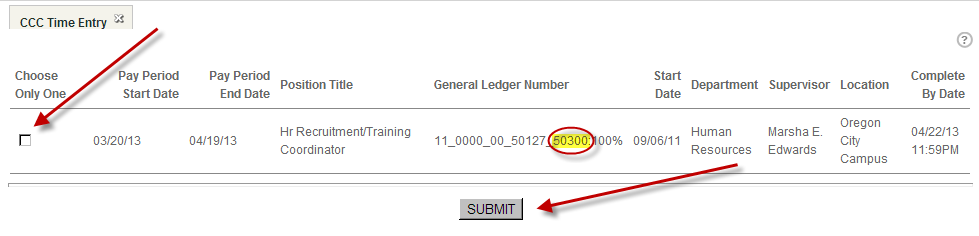 CCC Time Entry
Choose Only One
Pay Period Start Date
Pay Period End Date
Position Title
General Ledger Number
Start Date
Department
Supervisor
Location
Complete By Date
03/20/13
04/19/13
Hr Recruitment/Training Coordinator
11_0000_00_50127_50300:100%
09/06/11
Human Resources
Marsha E. Edwards
Oregon City Campus
04/22/13 11:59PM
SUBMIT